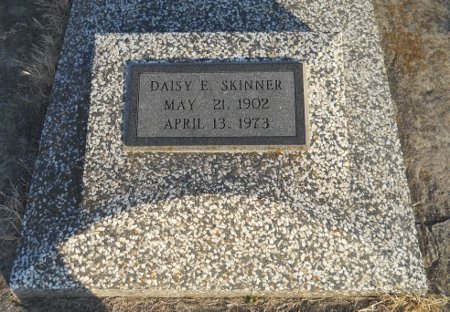 DAISY E. SKINNER
MAY 21, 1902
APRIL 13, 1973